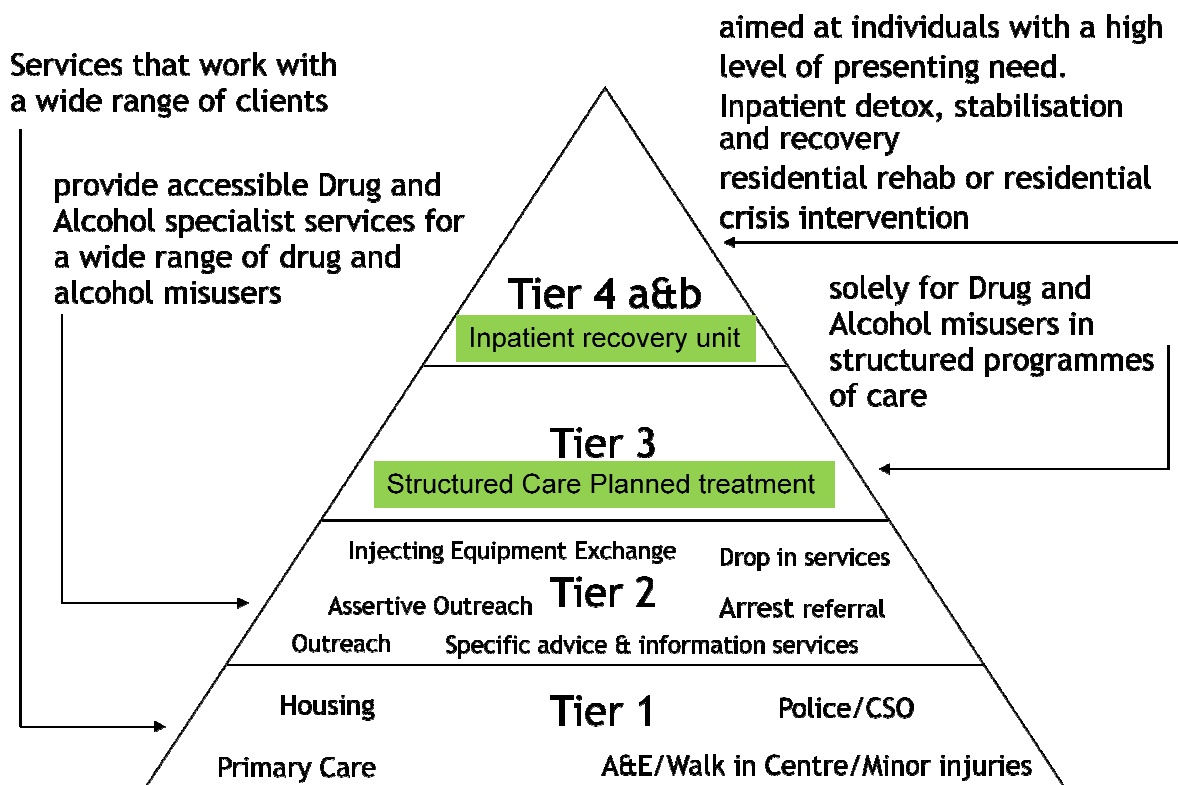 aimed at individuals with a high
level of presenting need.
Inpatient detox, stabilisation
and recovery
residential rehab or residential
crisis intervention
Services that work with
a wide range of clients
provide accessible Drug and
Alcohol specialist services for
a wide range of drug and
alcohol misusers
solely for Drug and
Alcohol misusers in
structured programmes
of care
Tier 4 a&b
Inpatient recovery unit
Tier 3
Structured Care Planned treatment
Injecting Equipment Exchange
Drop in services
Tier 2
Assertive Outreach
Arrest referral
Outreach
Specific advice & information services
Housing
Tier 1
Police/CSO
Primary Care
A&E/Walk in Centre/Minor injuries